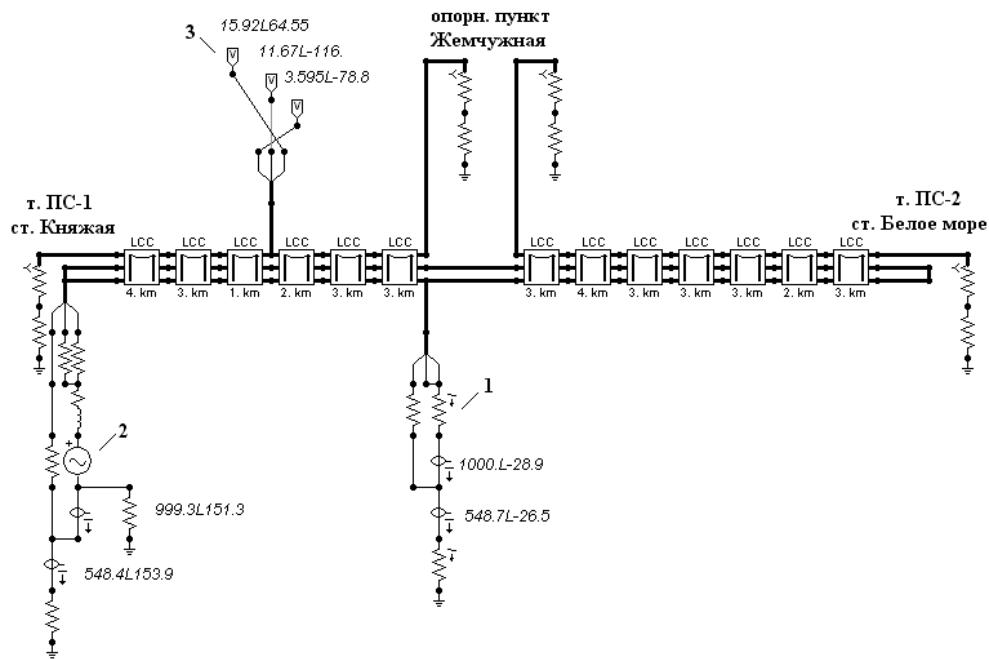 15.92L64.55
3
11.67L-116.
3.595L-78.8
V
V
V
опорн. пункт
Жемчужная
т. ПС-1
ст. Княжая
т. ПС-2
ст. Белое море
LCC LCC LCC LCC LCC LCC LCC LCC LCC LCC LCC LCC LCC
4. km 3. km 1. km 2. km 3. km 3. km 3. km 4. km 3. km 3. km 3. km 2. km 3. km
1
2
+
1000.L-28.9
999.3L151.3
548.7L-26.5
548.4L153.9